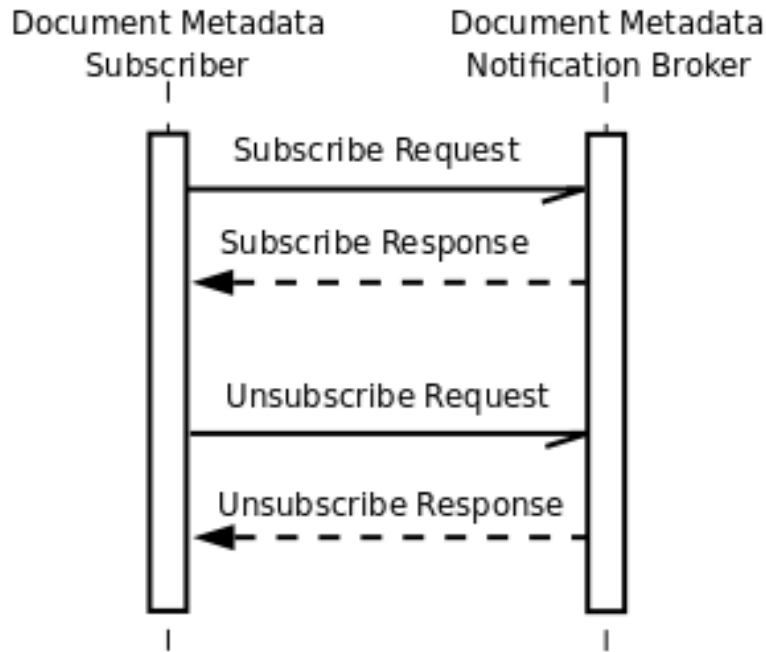 Document Metadata
Subscriber
Document Metadata
Notification Broker
Subscribe Request
Subscribe Response
Unsubscribe Request
Unsubscribe Response